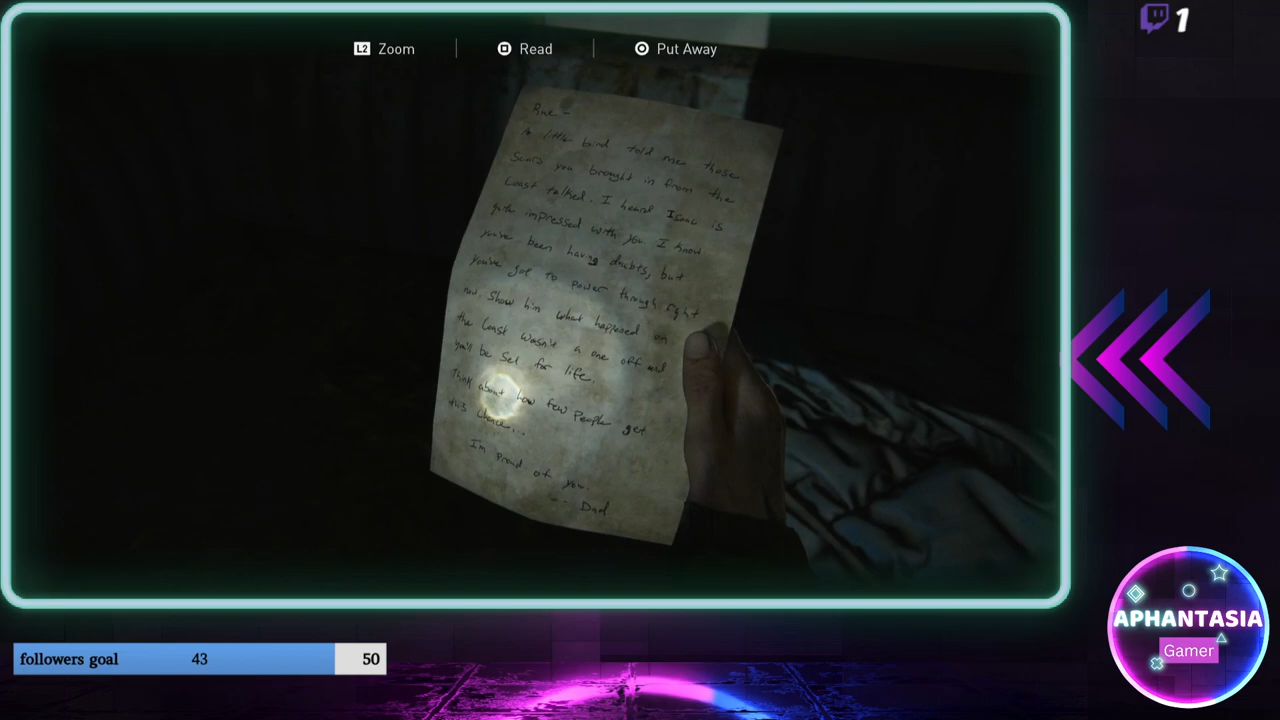 1
L2 Zoom
Read
Put Away
Rue -
A little bird told me those
Scars you brought in from the
Coast talked. I heard Isaac is
quite impressed with you. I know
you've been having doubts, but
you've got to power through right
now. Show him what happened on
the Coast wasn't a one off and
you'll be set for life.
Think about how few people get
this chance...
I'm proud of you
-- Dad
followers goal 43 50
APHANTASIA
Gamer